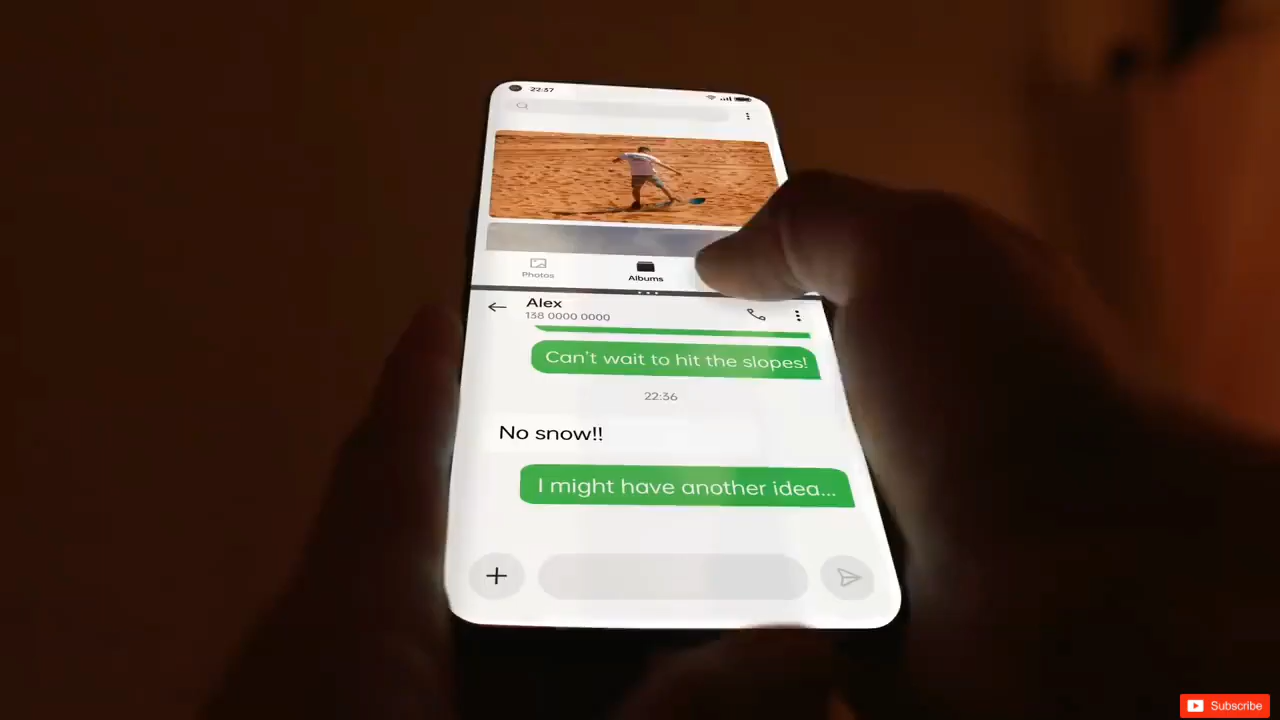 22:37
Photos
Albums
Alex
138 0000 0000
Can't wait to hit the slopes!
22:36
No snow!!
I might have another idea...
Subscribe